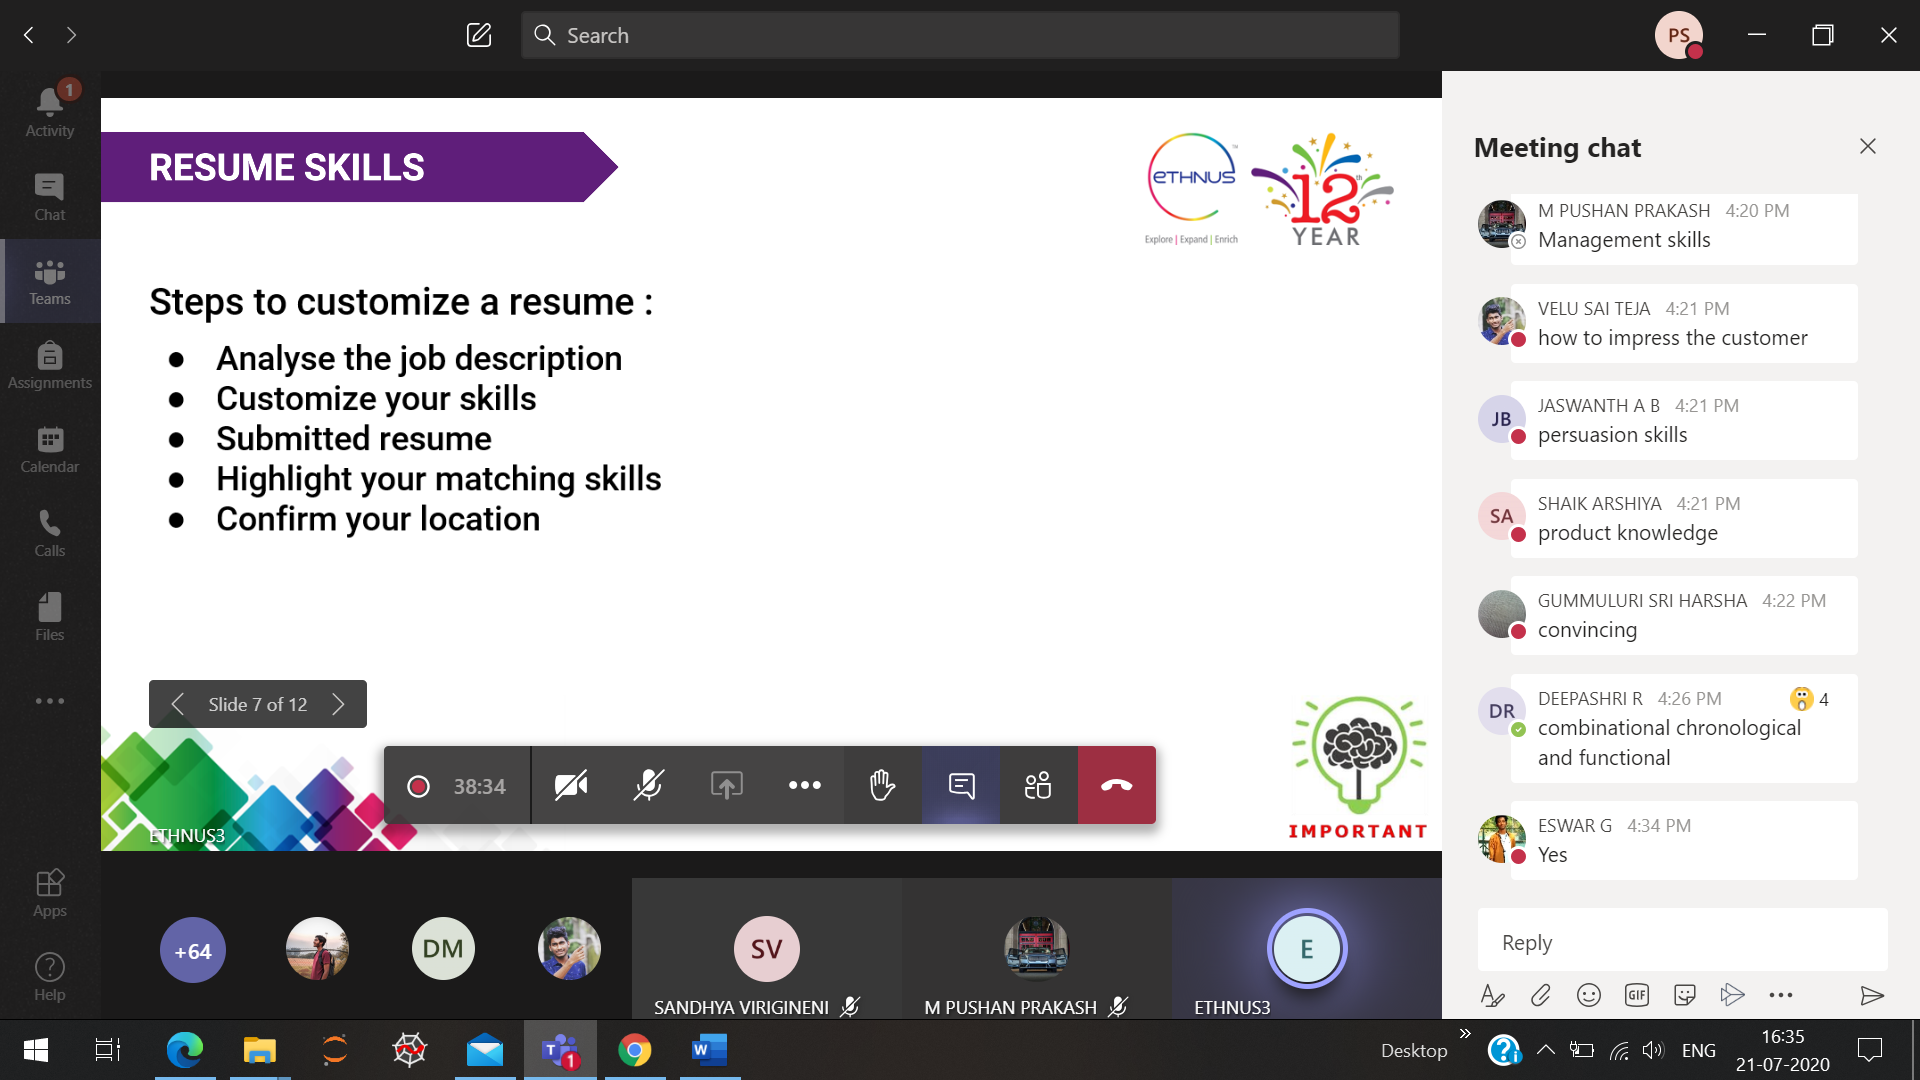 Search
PS
1
Activity
Chat
Teams
Assignments
Calendar
Calls
Files
Apps
Help
RESUME SKILLS
eTHNUS
TM
Explore | Expand | Enrich
12th
YEAR
Steps to customize a resume :
● Analyse the job description
● Customize your skills
● Submitted resume
● Highlight your matching skills
● Confirm your location
Slide 7 of 12
38:34
ETHNUS3
IMPORTANT
+64
DM
SV
SANDHYA VIRIGINENI
M PUSHAN PRAKASH
E
ETHNUS3
Meeting chat
M PUSHAN PRAKASH 4:20 PM
Management skills
VELU SAI TEJA 4:21 PM
how to impress the customer
JB
JASWANTH A B 4:21 PM
persuasion skills
SA
SHAIK ARSHIYA 4:21 PM
product knowledge
GUMMULURI SRI HARSHA 4:22 PM
convincing
DR
DEEPASHRI R 4:26 PM 4
combinational chronological
and functional
ESWAR G 4:34 PM
Yes
Reply
GIF
1
Desktop
ENG
16:35
21-07-2020